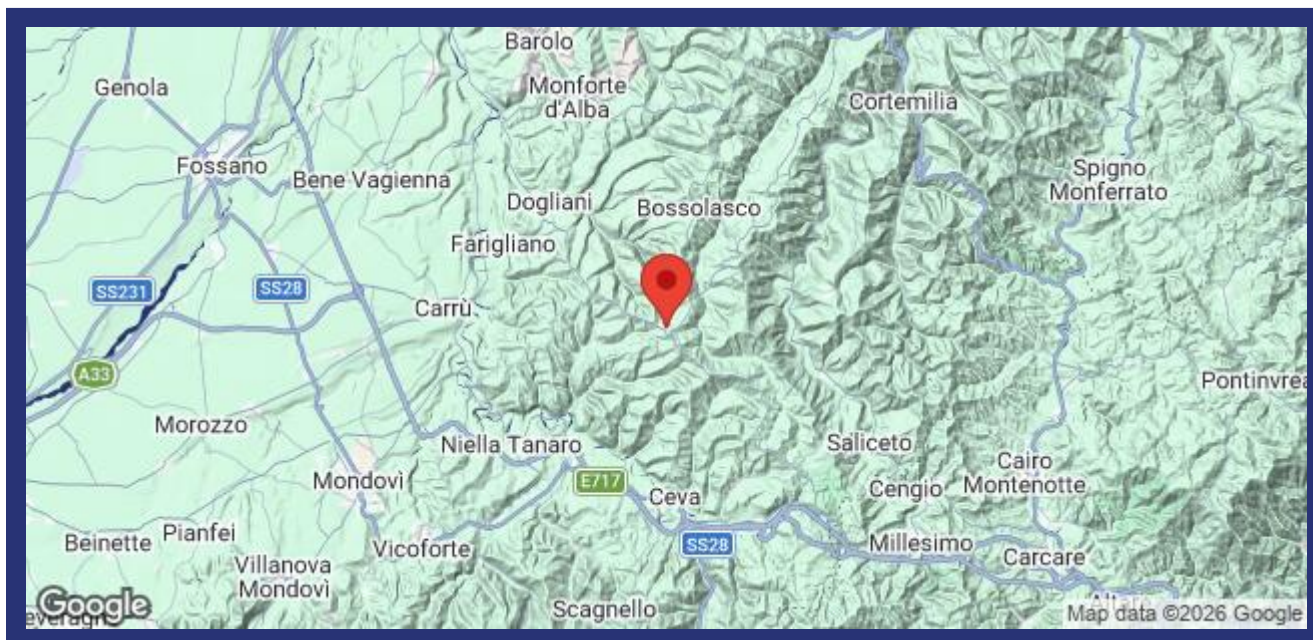 Barolo
Genola
Monforte
d'Alba
Cortemilia
Fossano
Bene Vagienna
Spigno
Monferrato
Dogliani
Bossolasco
Farigliano
SS231
SS28
Carrù
A33
Pontinvrea
Morozzo
Niella Tanaro
Saliceto
Mondovì
E717
Ceva
Cengio
Cairo
Montenotte
Beinette
Pianfei
Vicoforte
SS28
Millesimo
Carcare
Villanova
Mondovì
Scagnello
Google
Map data ©2026 Google